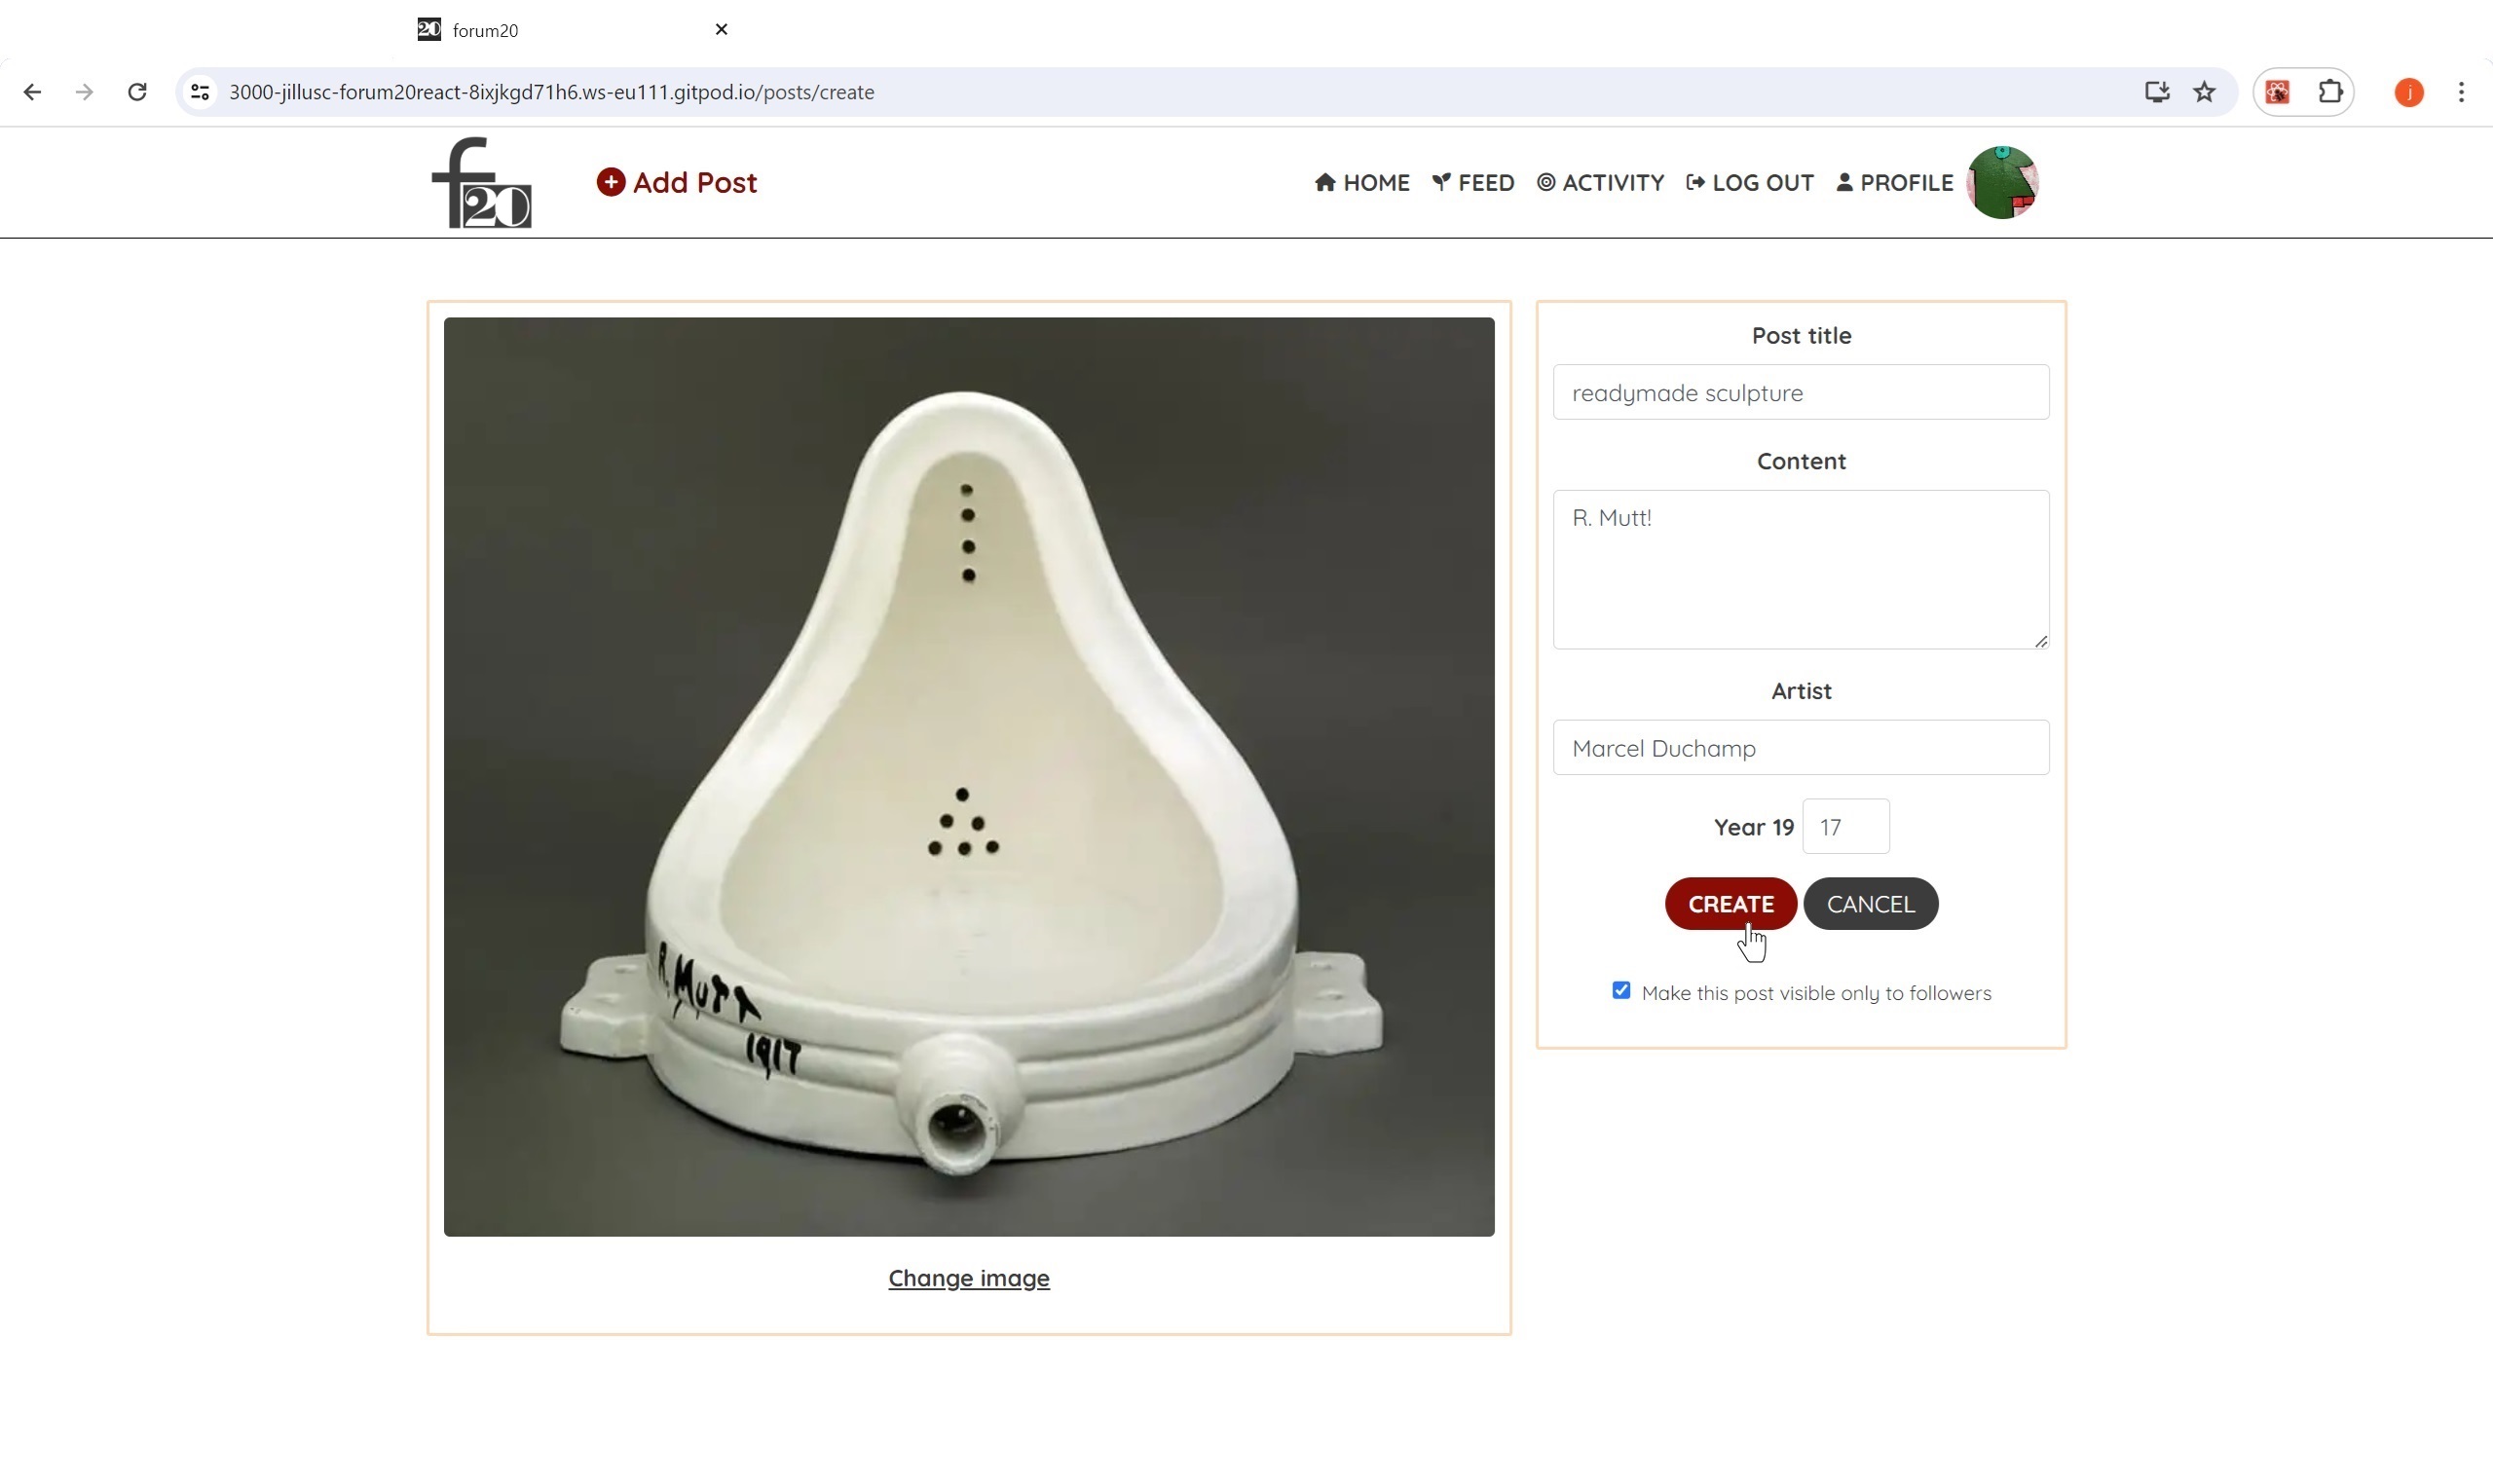 20 forum20
3000-jillusc-forum20react-8ixjkgd71h6.ws-eu111.gitpod.io/posts/create
j
f20
Add Post
HOME FEED ACTIVITY LOG OUT PROFILE
Post title
readymade sculpture
Content
R. Mutt!
Artist
Marcel Duchamp
Year 19 17
CREATE CANCEL
Make this post visible only to followers
R. MUTT
1917
Change image